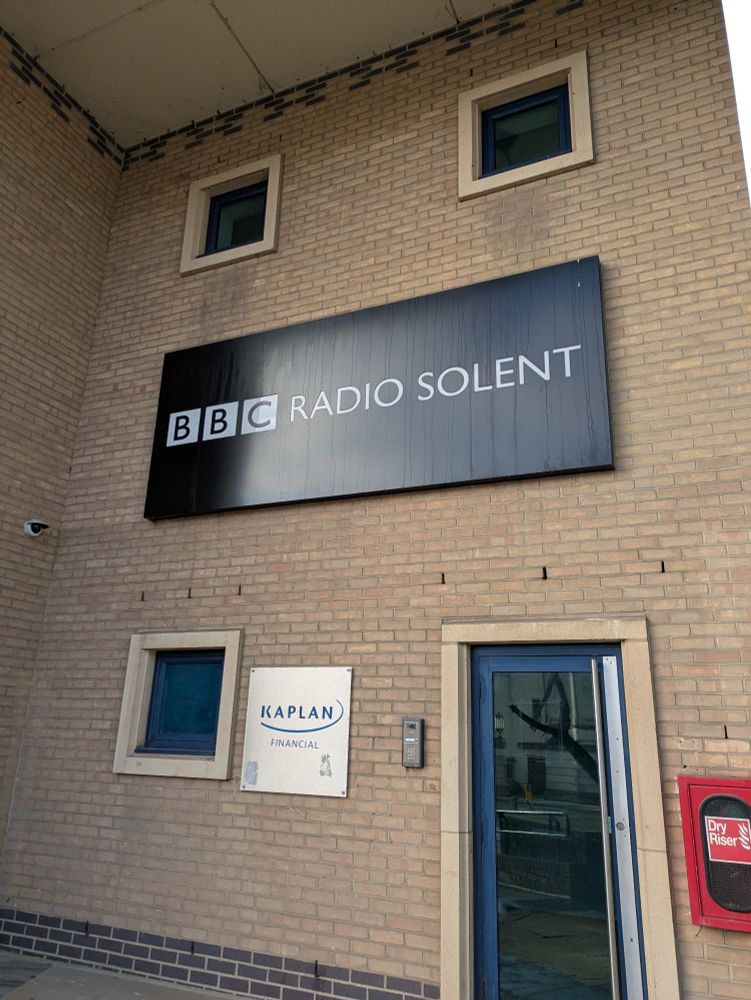 BBC RADIO SOLENT
KAPLAN
FINANCIAL
Dry
Riser